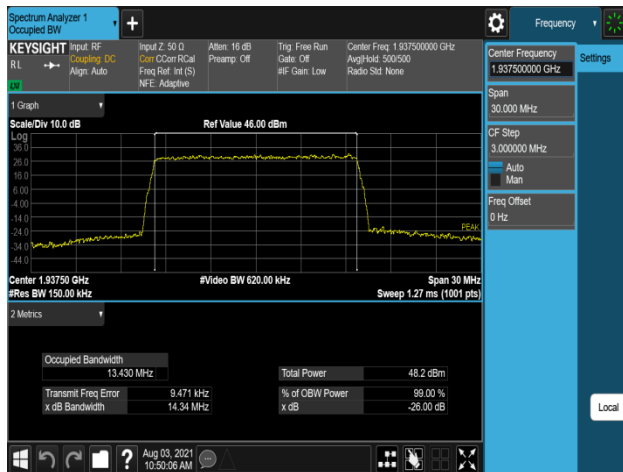 Spectrum Analyzer 1
Occupied BW
+
Frequency
KEYSIGHT
RL
Input: RF
Coupling: DC
Align: Auto
Input Z: 50 Ω
Corr CCorr RCal
Freq Ref: Int (S)
NFE: Adaptive
Atten: 16 dB
Preamp: Off
Trig: Free Run
Gate: Off
#IF Gain: Low
Center Freq: 1.937500000 GHz
Avg|Hold: 500/500
Radio Std: None
Center Frequency
1.937500000 GHz
Settings
Span
30.000 MHz
CF Step
3.000000 MHz
Auto
Man
Freq Offset
0 Hz
Local
1 Graph
Scale/Div 10.0 dB
Ref Value 46.00 dBm
Log
36.0
26.0
16.0
6.00
-4.00
-14.0
-24.0
-34.0
-44.0
PEAK
Center 1.93750 GHz
#Video BW 620.00 kHz
Span 30 MHz
#Res BW 150.00 kHz
Sweep 1.27 ms (1001 pts)
2 Metrics
Occupied Bandwidth
13.430 MHz
Total Power
48.2 dBm
Transmit Freq Error
9.471 kHz
% of OBW Power
99.00 %
x dB Bandwidth
14.34 MHz
x dB
-26.00 dB
?
Aug 03, 2021
10:50:06 AM